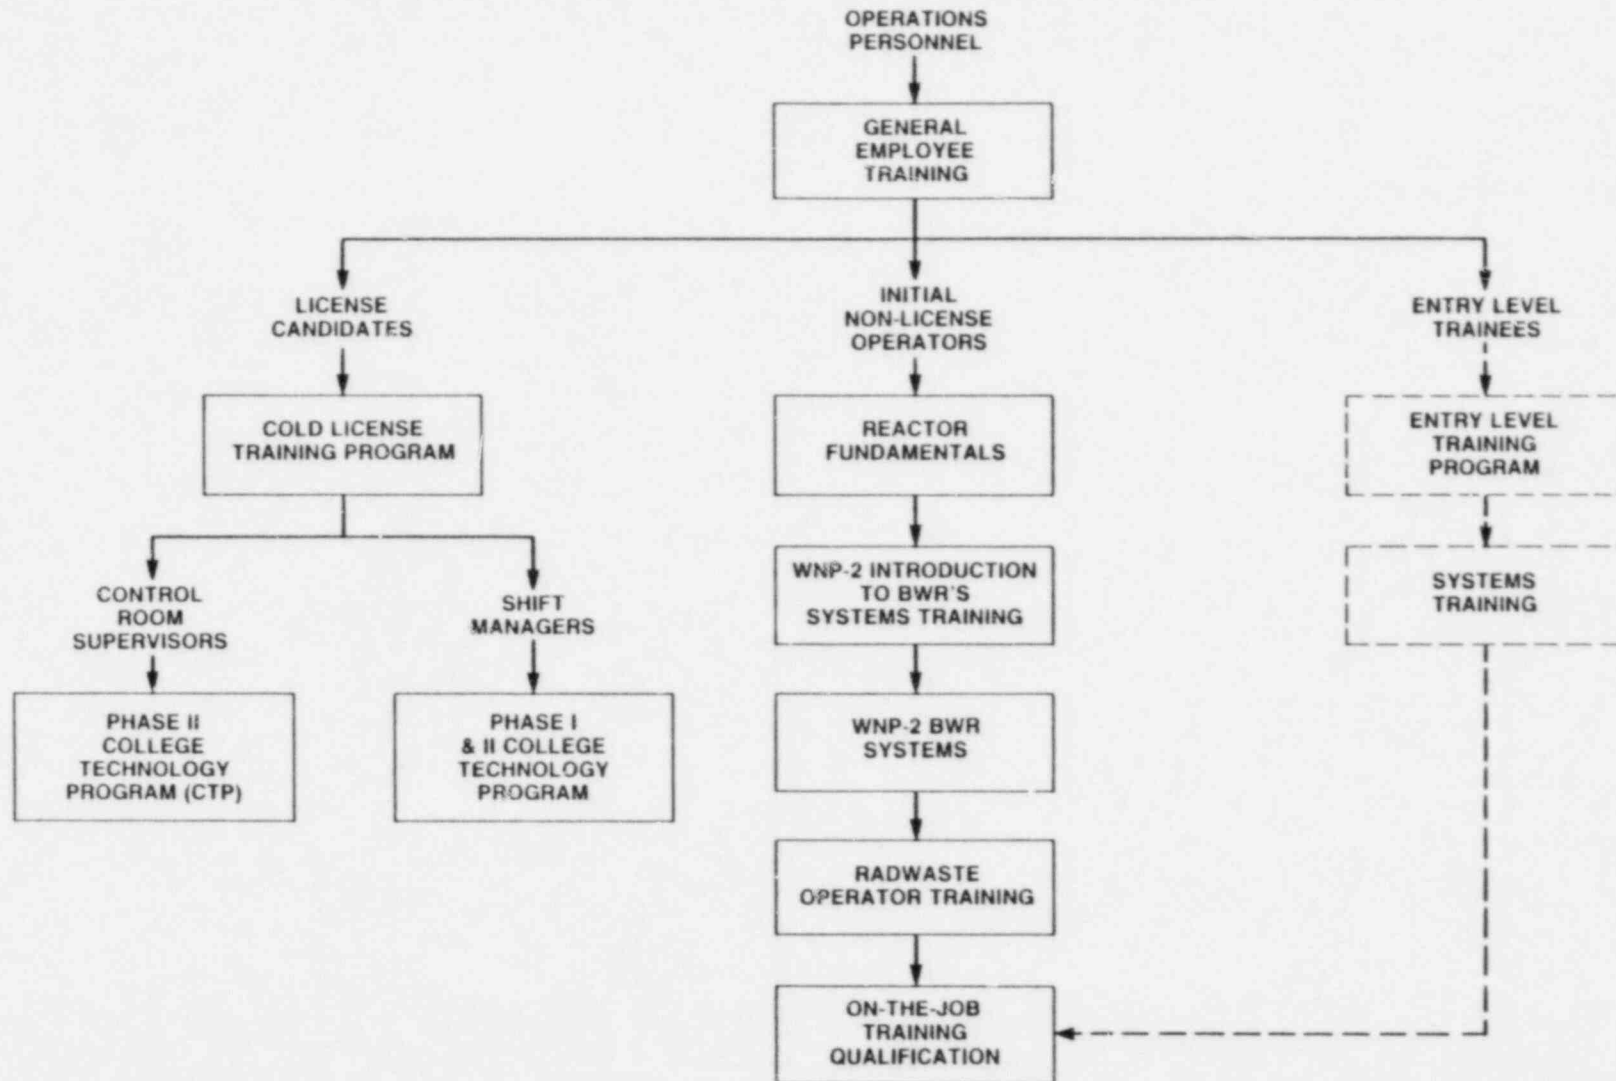 OPERATIONS
PERSONNEL
GENERAL
EMPLOYEE
TRAINING
LICENSE
CANDIDATES
INITIAL
NON-LICENSE
OPERATORS
ENTRY LEVEL
TRAINEES
COLD LICENSE
TRAINING PROGRAM
REACTOR
FUNDAMENTALS
ENTRY LEVEL
TRAINING
PROGRAM
CONTROL
ROOM
SUPERVISORS
SHIFT
MANAGERS
WNP-2 INTRODUCTION
TO BWR'S
SYSTEMS TRAINING
SYSTEMS
TRAINING
PHASE II
COLLEGE
TECHNOLOGY
PROGRAM (CTP)
PHASE I
& II COLLEGE
TECHNOLOGY
PROGRAM
WNP-2 BWR
SYSTEMS
RADWASTE
OPERATOR TRAINING
ON-THE-JOB
TRAINING
QUALIFICATION